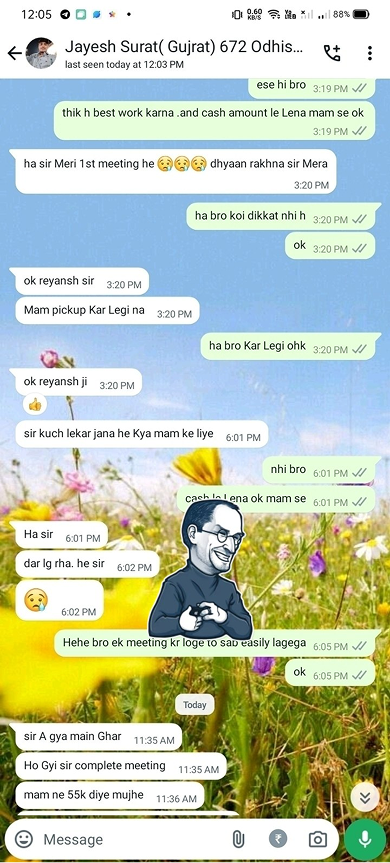 12:05
0.60
KB/S
Vo
LTE
88%
Jayesh Surat( Gujrat) 672 Odhis...
last seen today at 12:03 PM
ese hi bro 3:19 PM
thik h best work karna .and cash amount le Lena mam se ok
3:19 PM
ha sir Meri 1st meeting he 😥😥😥 dhyaan rakhna sir Mera
3:20 PM
ha bro koi dikkat nhi h 3:20 PM
ok 3:20 PM
ok reyansh sir 3:20 PM
Mam pickup Kar Legi na 3:20 PM
ha bro Kar Legi ohk 3:20 PM
ok reyansh ji 3:20 PM
👍
sir kuch lekar jana he Kya mam ke liye 6:01 PM
nhi bro 6:01 PM
cash le Lena ok mam se 6:01 PM
Ha sir 6:01 PM
dar lg rha. he sir 6:02 PM
😢 6:02 PM
Hehe bro ek meeting kr loge to sab easily lagega 6:05 PM
ok 6:05 PM
Today
sir A gya main Ghar 11:35 AM
Ho Gyi sir complete meeting 11:35 AM
mam ne 55k diye mujhe 11:36 AM
Message
₹